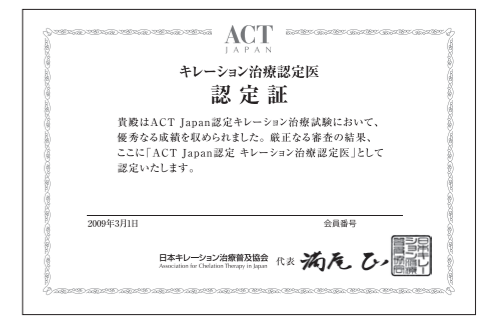 ACT
JAPAN
キレーション治療認定医
認定証
貴殿はACT Japan認定キレーション治療試験において、
優秀なる成績を収められました。厳正なる審査の結果、
ここに「ACT Japan認定 キレーション治療認定医」として
認定いたします。
2009年3月1日 会員番号
日本キレーション治療普及協会 代表
Association for Chelation Therapy in Japan